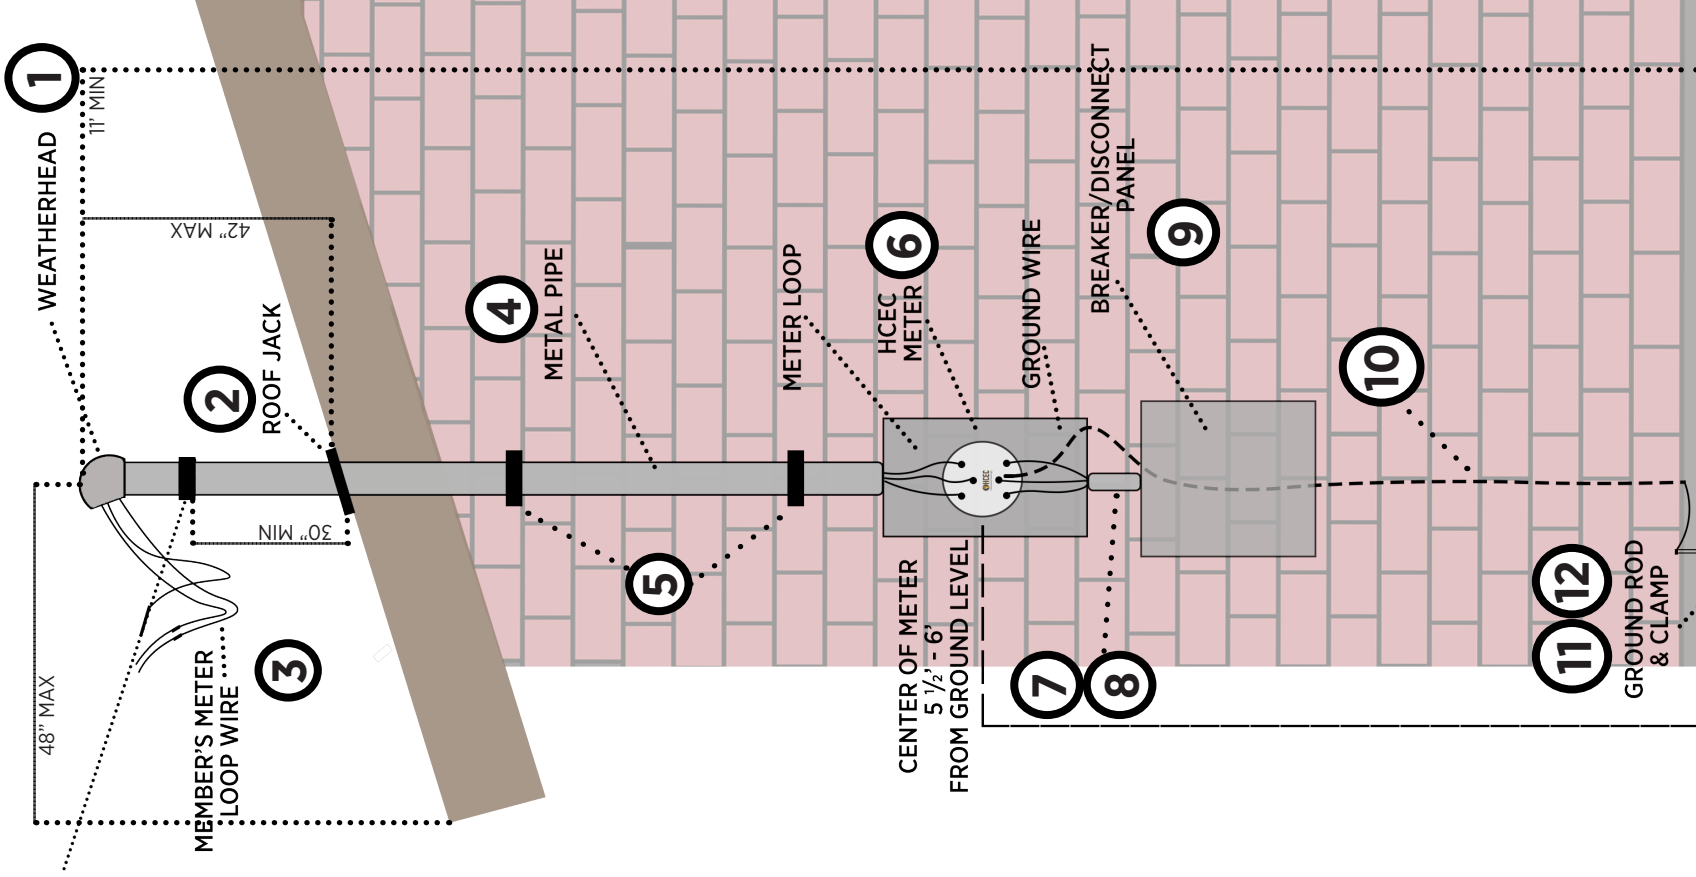 1
WEATHERHEAD
11' MIN
42" MAX
2
ROOF JACK
30" MIN
48" MAX
MEMBER'S METER
LOOP WIRE
3
4
METAL PIPE
5
METER LOOP
6
HCEC
METER
HCEC
GROUND WIRE
BREAKER/DISCONNECT
PANEL
9
CENTER OF METER
5 ½' - 6'
FROM GROUND LEVEL
7
8
10
11
12
GROUND ROD
& CLAMP